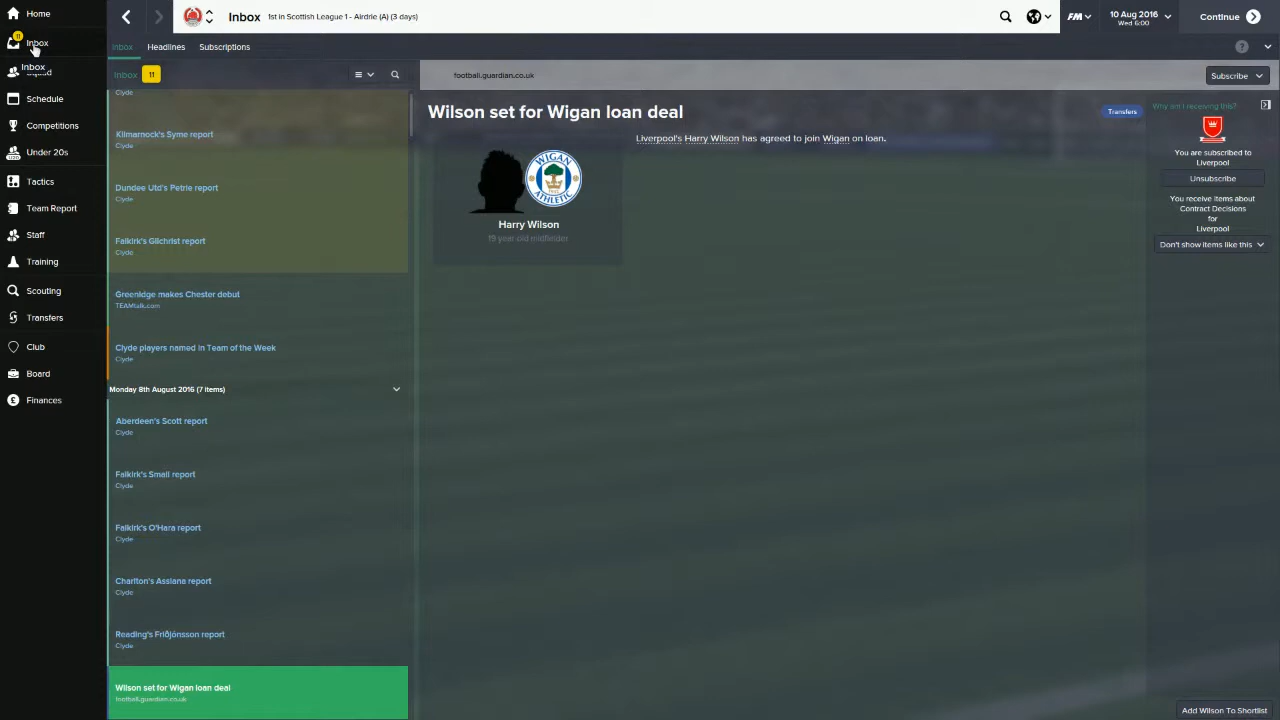 Home
Inbox 1st in Scottish League 1 - Airdrie (A) (3 days)
FM
10 Aug 2016
Wed 6:00
Continue
11
Inbox
Inbox
Schedule
Competitions
Under 20s
Tactics
Team Report
Staff
Training
Scouting
Transfers
Club
Board
Finances
Inbox Headlines Subscriptions
Inbox 11
Clyde
Kilmarnock's Syme report
Clyde
Dundee Utd's Petrie report
Clyde
Falkirk's Gilchrist report
Clyde
Greenidge makes Chester debut
TEAMtalk.com
Clyde players named in Team of the Week
Clyde
Monday 8th August 2016 (7 items)
Aberdeen's Scott report
Clyde
Falkirk's Small report
Clyde
Falkirk's O'Hara report
Clyde
Charlton's Assiana report
Clyde
Reading's Friðjónsson report
Clyde
Wilson set for Wigan loan deal
football.guardian.co.uk
football.guardian.co.uk
Subscribe
Wilson set for Wigan loan deal
Transfers
Liverpool's Harry Wilson has agreed to join Wigan on loan.
WIGAN
ATHLETIC
Harry Wilson
19 year old midfielder
Why am I receiving this?
You are subscribed to
Liverpool
Unsubscribe
You receive items about
Contract Decisions
for
Liverpool
Don't show items like this
Add Wilson To Shortlist